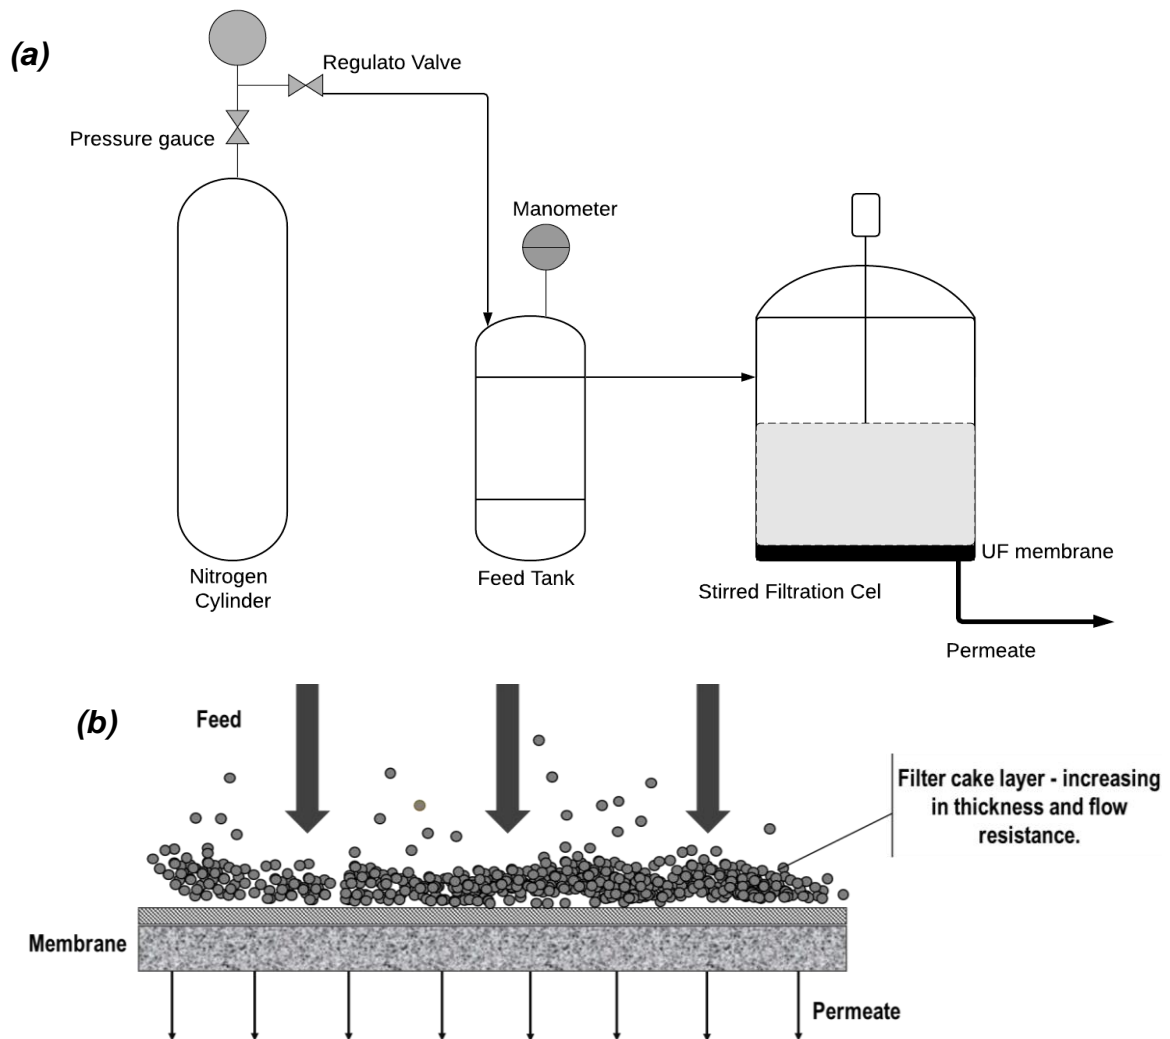 (a)
Regulato Valve
Pressure gauce
Manometer
Nitrogen
Cylinder
Feed Tank
Stirred Filtration Cel
UF membrane
Permeate
(b)
Feed
Filter cake layer - increasing
in thickness and flow
resistance.
Membrane
Permeate